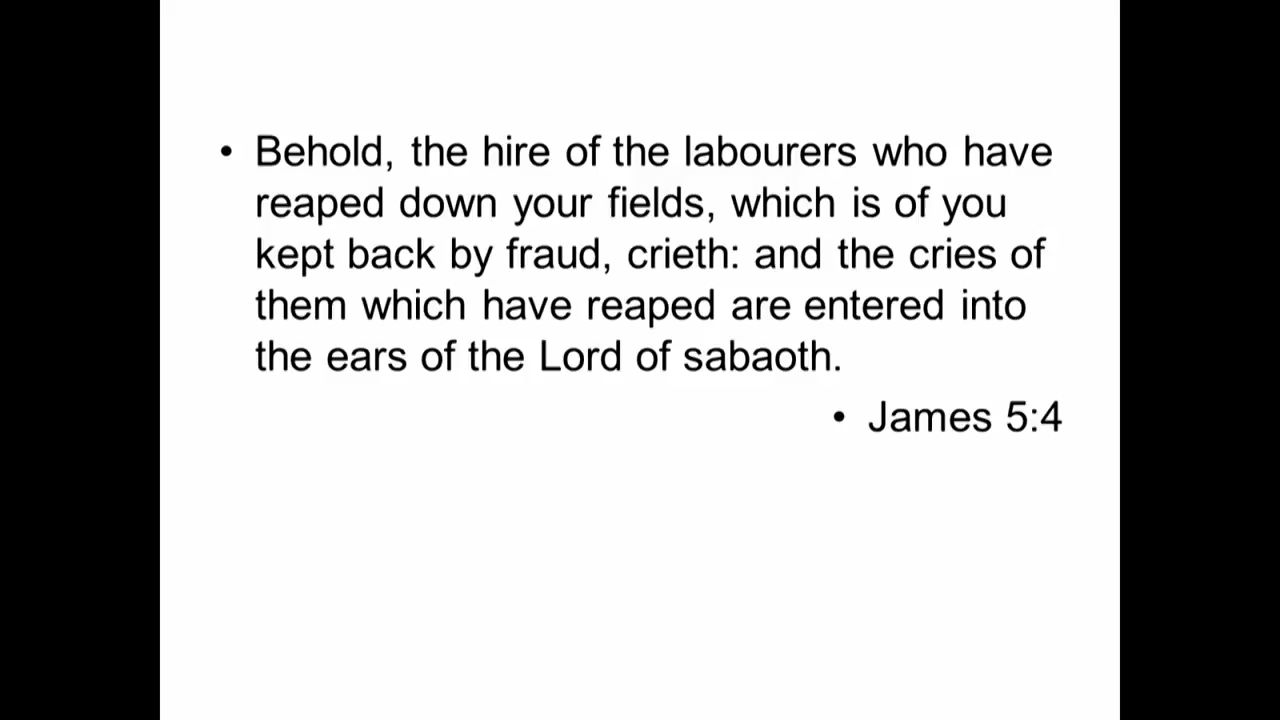 • Behold, the hire of the labourers who have
reaped down your fields, which is of you
kept back by fraud, crieth: and the cries of
them which have reaped are entered into
the ears of the Lord of sabaoth.
• James 5:4